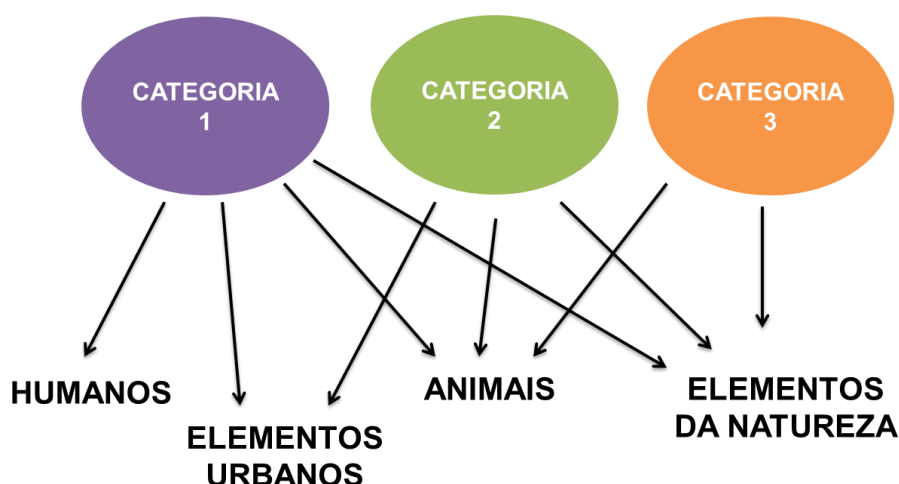 CATEGORIA
1
CATEGORIA
2
CATEGORIA
3
HUMANOS
ELEMENTOS
URBANOS
ANIMAIS
ELEMENTOS
DA NATUREZA